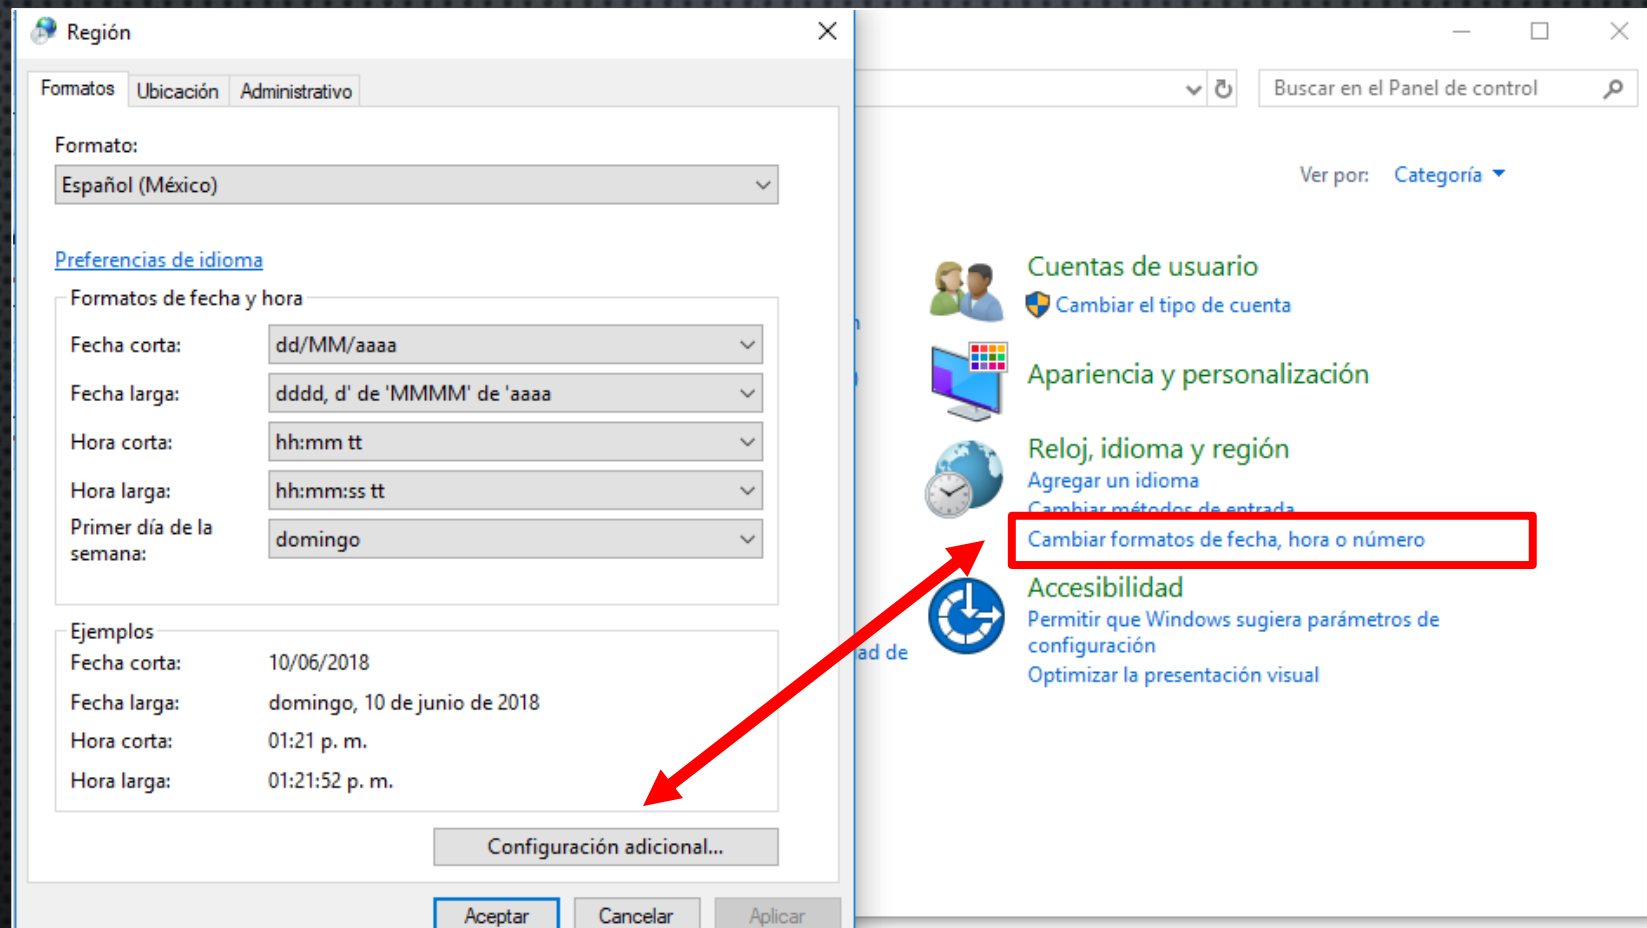 Región
Formatos
Ubicación
Administrativo
Formato:
Español (México)
Preferencias de idioma
Formatos de fecha y hora
Fecha corta:
dd/MM/aaaa
Fecha larga:
dddd, d' de 'MMMM' de 'aaaa
Hora corta:
hh:mm tt
Hora larga:
hh:mm:ss tt
Primer día de la
semana:
domingo
Ejemplos
Fecha corta:
10/06/2018
Fecha larga:
domingo, 10 de junio de 2018
Hora corta:
01:21 p. m.
Hora larga:
01:21:52 p. m.
Configuración adicional...
Aceptar
Cancelar
Aplicar
Buscar en el Panel de control
Ver por:
Categoría
Cuentas de usuario
Cambiar el tipo de cuenta
Apariencia y personalización
Reloj, idioma y región
Agregar un idioma
Cambiar métodos de entrada
Cambiar formatos de fecha, hora o número
Accesibilidad
Permitir que Windows sugiera parámetros de
configuración
Optimizar la presentación visual
de